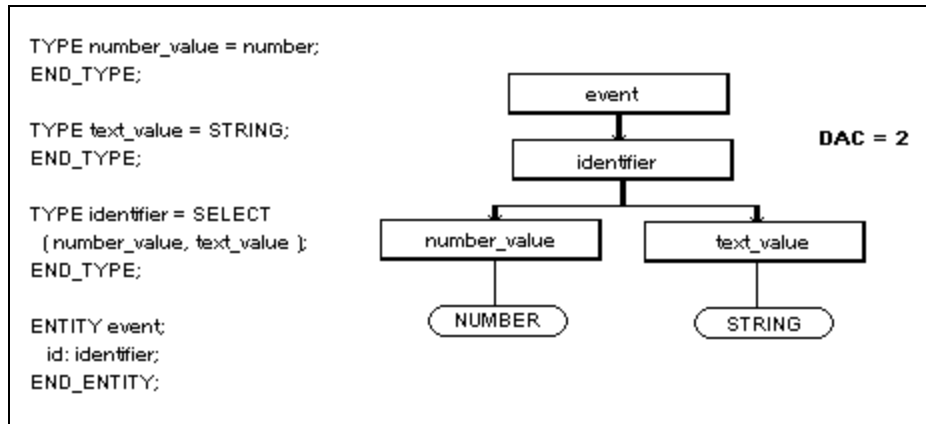 TYPE number_value = number;
END_TYPE;
TYPE text_value = STRING;
END_TYPE;
TYPE identifier = SELECT
( number_value, text_value );
END_TYPE;
ENTITY event;
id: identifier;
END_ENTITY;
event
DAC = 2
identifier
number_value
text_value
NUMBER
STRING